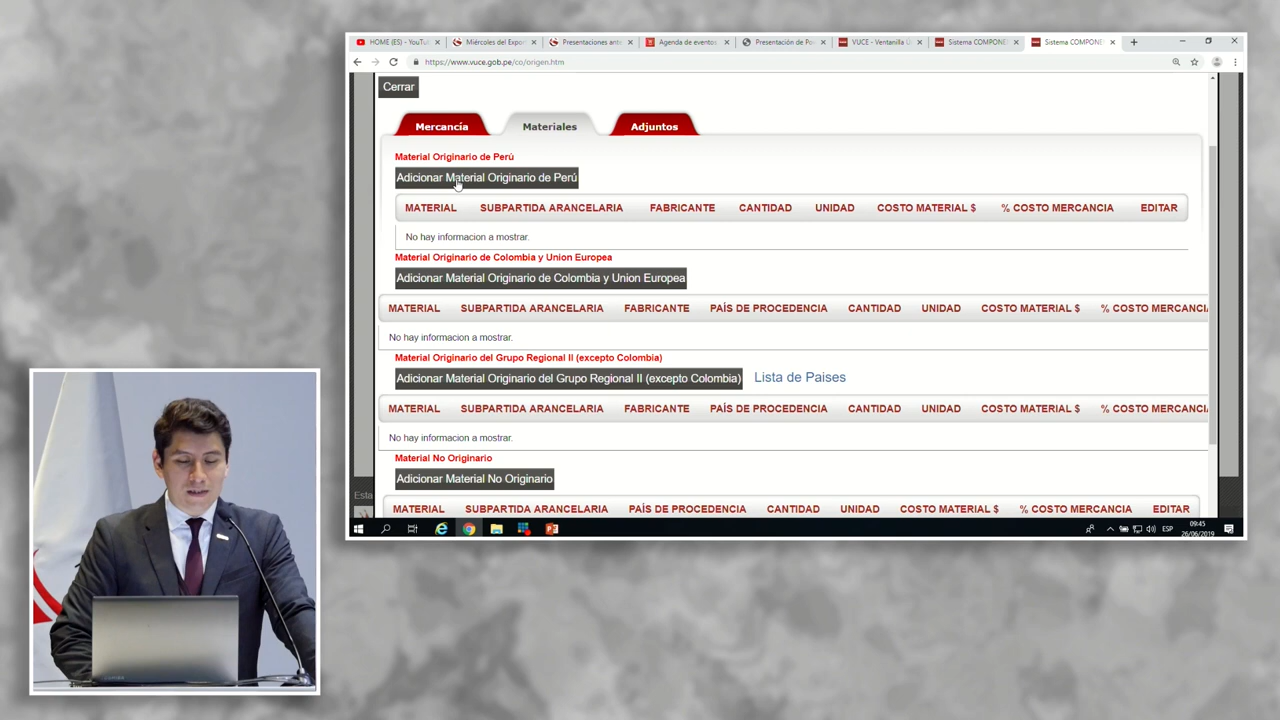 HOME (ES) - YouTu
Miércoles del Expor
Presentaciones ante
Agenda de eventos
Presentación de Po
VUCE - Ventanilla
Sistema COMPONE
Sistema COMPONE
https://www.vuce.gob.pe/co/origen.htm
Cerrar
Mercancía
Materiales
Adjuntos
Material Originario de Perú
Adicionar Material Originario de Perú
MATERIAL SUBPARTIDA ARANCELARIA FABRICANTE CANTIDAD UNIDAD COSTO MATERIAL $ % COSTO MERCANCIA EDITAR
No hay informacion a mostrar.
Material Originario de Colombia y Union Europea
Adicionar Material Originario de Colombia y Union Europea
MATERIAL SUBPARTIDA ARANCELARIA FABRICANTE PAÍS DE PROCEDENCIA CANTIDAD UNIDAD COSTO MATERIAL $ % COSTO MERCANCI
No hay informacion a mostrar.
Material Originario del Grupo Regional II (excepto Colombia)
Adicionar Material Originario del Grupo Regional II (excepto Colombia) Lista de Paises
MATERIAL SUBPARTIDA ARANCELARIA FABRICANTE PAÍS DE PROCEDENCIA CANTIDAD UNIDAD COSTO MATERIAL $ % COSTO MERCANCI
No hay informacion a mostrar.
Material No Originario
Adicionar Material No Originario
Esta
MATERIAL SUBPARTIDA ARANCELARIA PAÍS DE PROCEDENCIA CANTIDAD UNIDAD COSTO MATERIAL $ % COSTO MERCANCIA EDITAR
ESP
09:45
26/06/2019